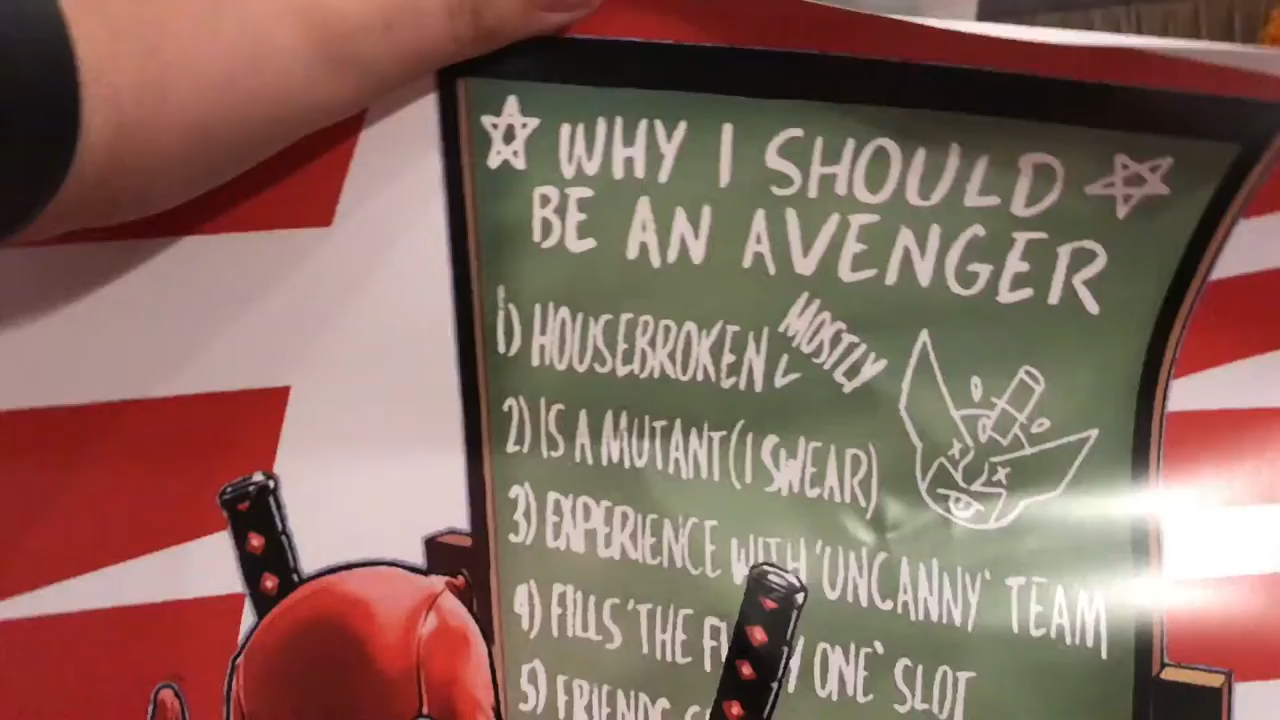 WHY I SHOULD
BE AN AVENGER
1) HOUSEBROKEN MOSTLY
2) IS A MUTANT (I SWEAR)
3) EXPERIENCE WITH 'UNCANNY' TEAM
4) FILLS 'THE ONE' SLOT
5)